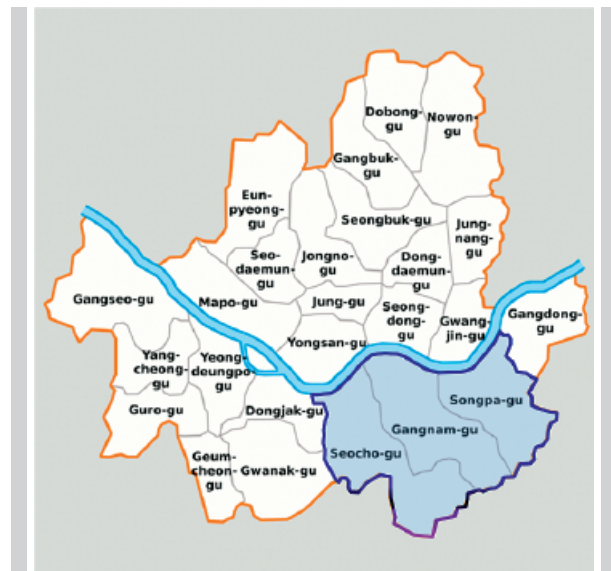 Dobong-
gu
Nowon-
gu
Gangbuk-
gu
Eun-
pyeong-
gu
Seongbuk-gu
Jung-
nang-
gu
Seo-
daemun-
gu
Jongno-
gu
Dong-
daemun-
gu
Gangseo-gu
Mapo-gu
Jung-gu
Seong-
dong-
gu
Gwang-
jin-gu
Gangdong-
gu
Yang-
cheong-
gu
Yeong-
deungpo-
gu
Yongsan-gu
Guro-gu
Dongjak-gu
Songpa-gu
Gangnam-gu
Seocho-gu
Geum-
cheon-
gu
Gwanak-gu